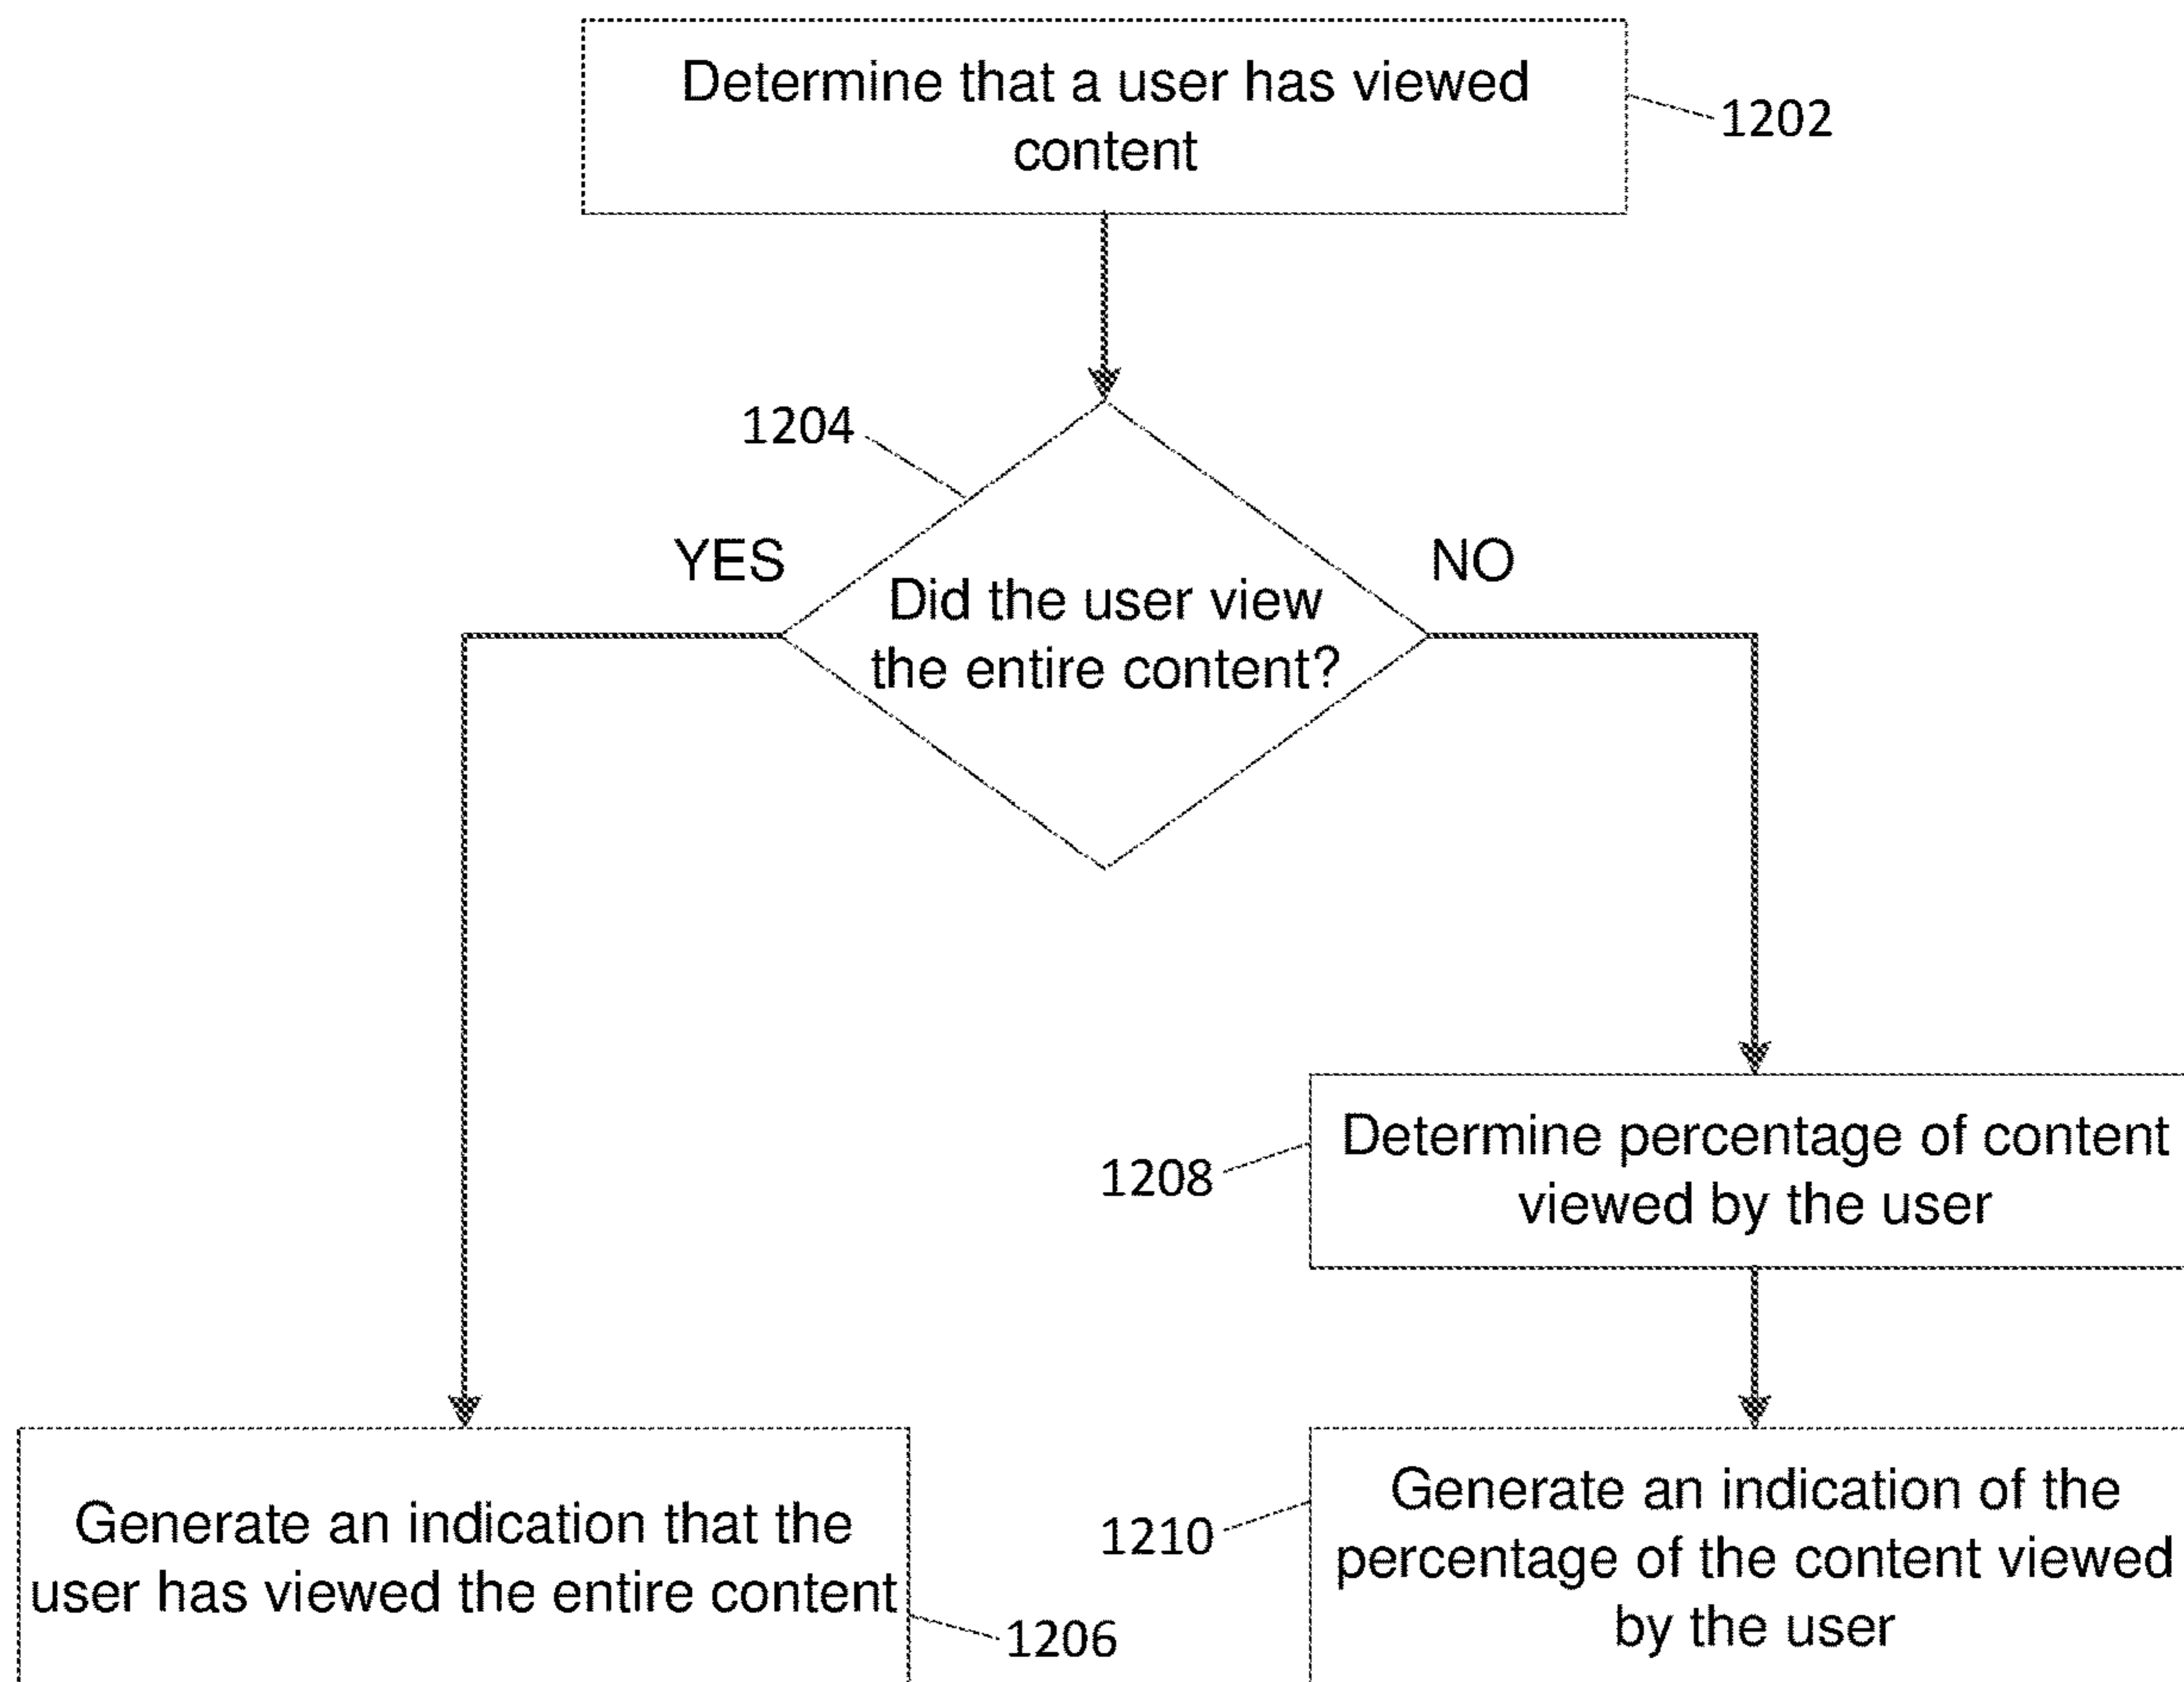 Determine that a user has viewed
content
1202
1204
YES
NO
Did the user view
the entire content?
Determine percentage of content
viewed by the user
1208
Generate an indication that the
user has viewed the entire content
1206
Generate an indication of the
percentage of the content viewed
by the user
1210